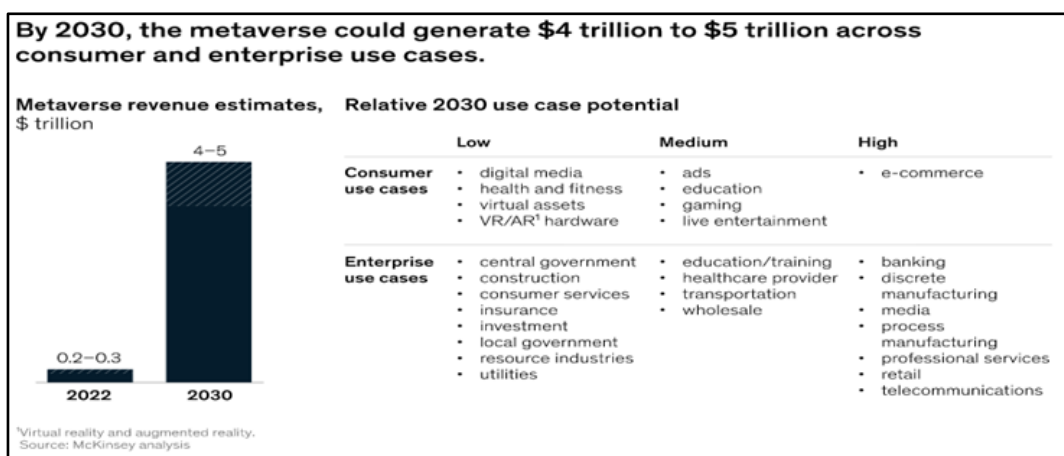 By 2030, the metaverse could generate $4 trillion to $5 trillion across
consumer and enterprise use cases.
Metaverse revenue estimates,
$ trillion
4–5
0.2–0.3
2022
2030
Relative 2030 use case potential
Low
Medium
High
Consumer
use cases
• digital media
• health and fitness
• virtual assets
• VR/AR¹ hardware
• ads
• education
• gaming
• live entertainment
• e-commerce
Enterprise
use cases
• central government
• construction
• consumer services
• insurance
• investment
• local government
• resource industries
• utilities
• education/training
• healthcare provider
• transportation
• wholesale
• banking
• discrete
manufacturing
• media
• process
manufacturing
• professional services
• retail
• telecommunications
¹Virtual reality and augmented reality.
Source: McKinsey analysis